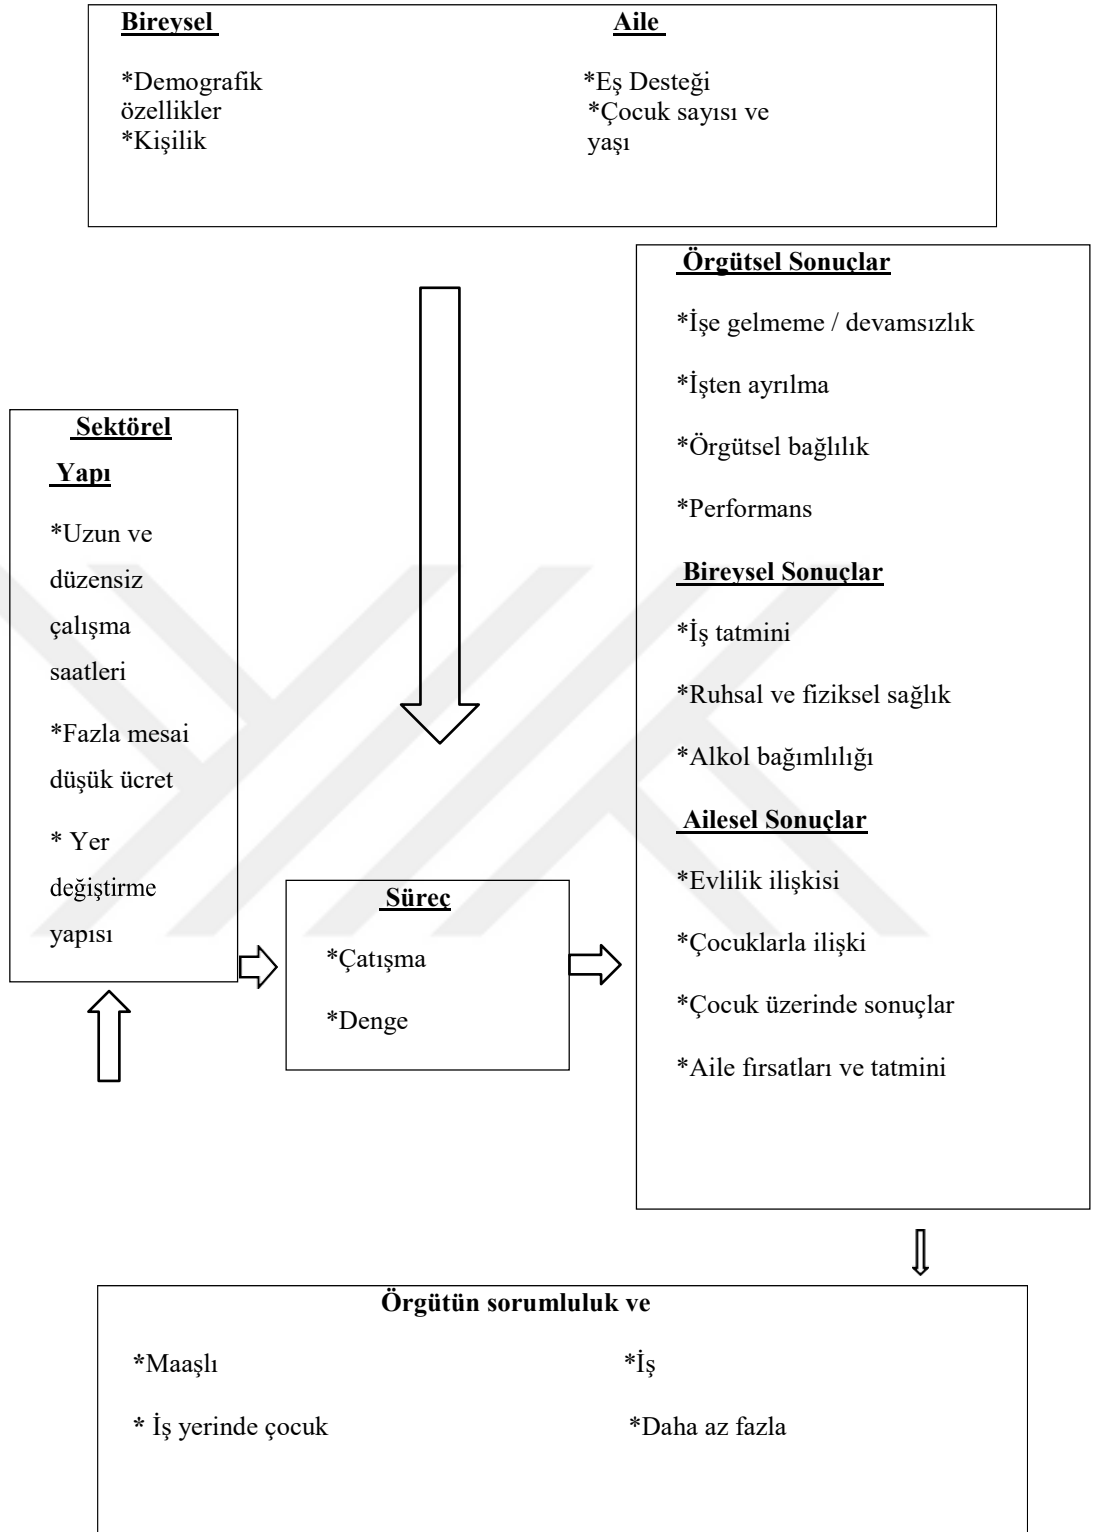 Bireysel
*Demografik
özellikler
*Kişilik
Aile
*Eş Desteği
*Çocuk sayısı ve
yaşı
Sektörel
Yapı
*Uzun ve
düzensiz
çalışma
saatleri
*Fazla mesai
düşük ücret
* Yer
değiştirme
yapısı
Süreç
*Çatışma
*Denge
Örgütsel Sonuçlar
*İşe gelmeme / devamsızlık
*İşten ayrılma
*Örgütsel bağlılık
*Performans
Bireysel Sonuçlar
*İş tatmini
*Ruhsal ve fiziksel sağlık
*Alkol bağımlılığı
Ailesel Sonuçlar
*Evlilik ilişkisi
*Çocuklarla ilişki
*Çocuk üzerinde sonuçlar
*Aile fırsatları ve tatmini
Örgütün sorumluluk ve
*Maaşlı
*İş
* İş yerinde çocuk
*Daha az fazla